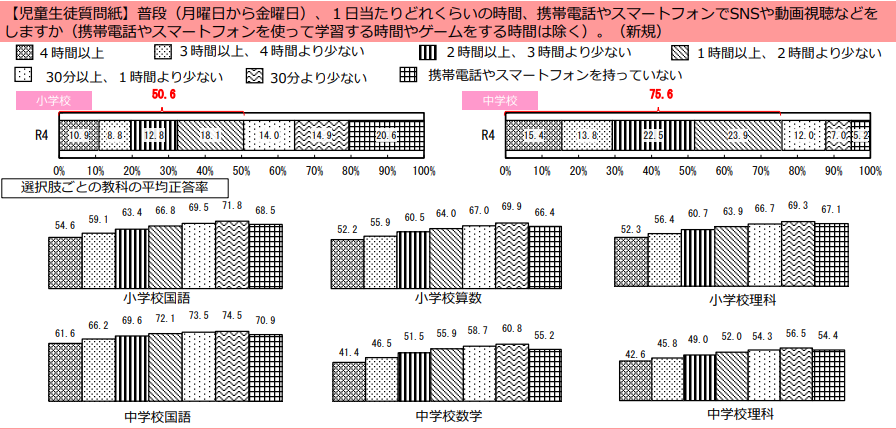 【児童生徒質問紙】普段（月曜日から金曜日）、１日当たりどれくらいの時間、携帯電話やスマートフォンでSNSや動画視聴などを
しますか（携帯電話やスマートフォンを使って学習する時間やゲームをする時間は除く）。（新規）
４時間以上 ３時間以上、４時間より少ない ２時間以上、３時間より少ない １時間以上、２時間より少ない
30分以上、１時間より少ない 30分より少ない 携帯電話やスマートフォンを持っていない
小学校 50.6 中学校 75.6
R4 10.9 8.8 12.8 18.1 14.0 14.9 20.6 R4 15.4 13.8 22.5 23.9 12.0 7.0 5.2
0% 10% 20% 30% 40% 50% 60% 70% 80% 90% 100% 0% 10% 20% 30% 40% 50% 60% 70% 80% 90% 100%
選択肢ごとの教科の平均正答率
54.6 59.1 63.4 66.8 69.5 71.8 68.5 52.2 55.9 60.5 64.0 67.0 69.9 66.4 52.3 56.4 60.7 63.9 66.7 69.3 67.1
小学校国語 小学校算数 小学校理科
61.6 66.2 69.6 72.1 73.5 74.5 70.9 41.4 46.5 51.5 55.9 58.7 60.8 55.2 42.6 45.8 49.0 52.0 54.3 56.5 54.4
中学校国語 中学校数学 中学校理科